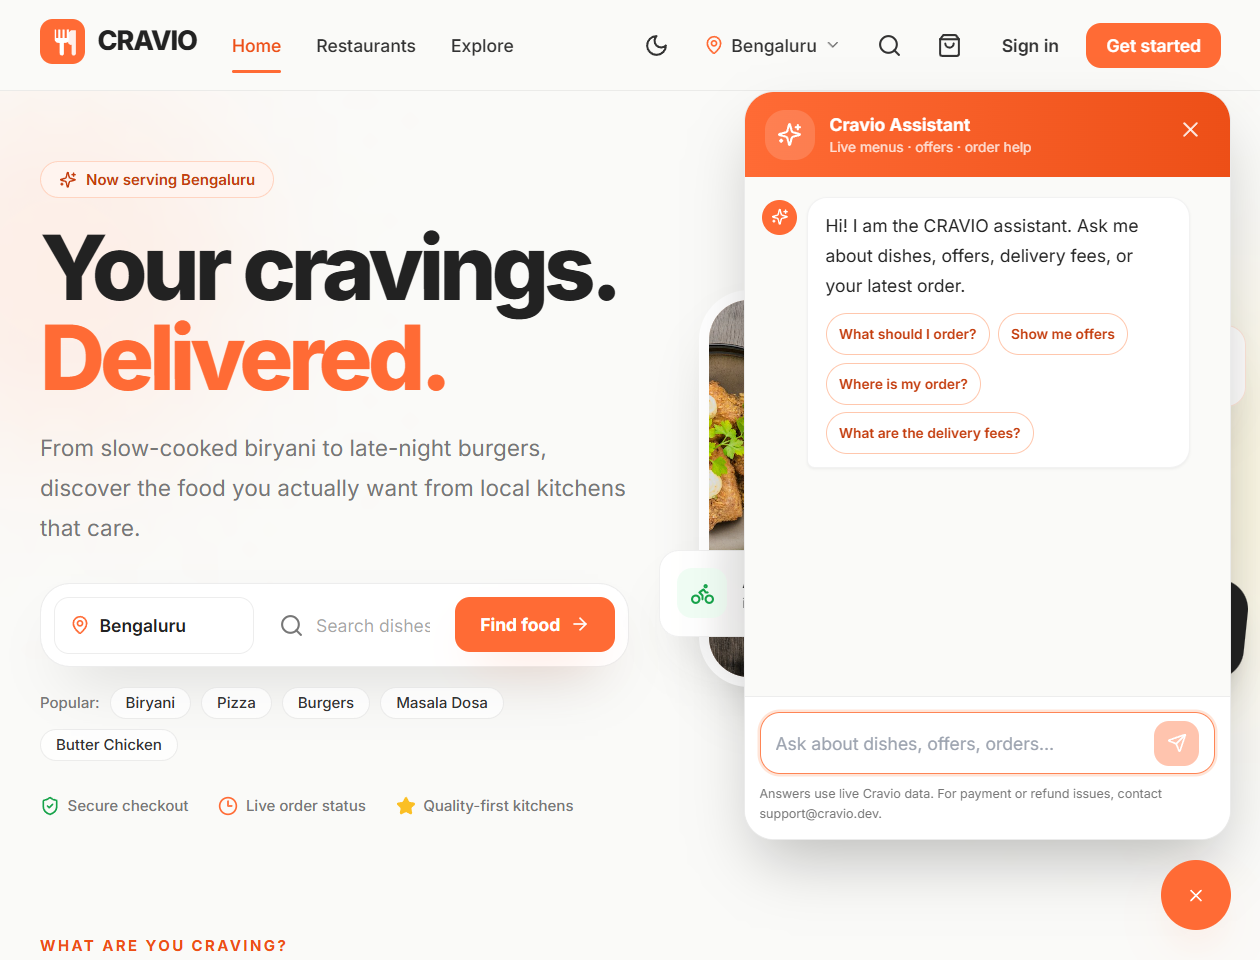 CRAVIO
Home
Restaurants
Explore
Bengaluru
Sign in
Get started
Now serving Bengaluru
Your cravings.
Delivered.
From slow-cooked biryani to late-night burgers,
discover the food you actually want from local kitchens
that care.
Bengaluru
Search dishes
Find food
Popular:
Biryani
Pizza
Burgers
Masala Dosa
Butter Chicken
Secure checkout
Live order status
Quality-first kitchens
WHAT ARE YOU CRAVING?
Cravio Assistant
Live menus · offers · order help
Hi! I am the CRAVIO assistant. Ask me
about dishes, offers, delivery fees, or
your latest order.
What should I order?
Show me offers
Where is my order?
What are the delivery fees?
Ask about dishes, offers, orders...
Answers use live Cravio data. For payment or refund issues, contact
support@cravio.dev.